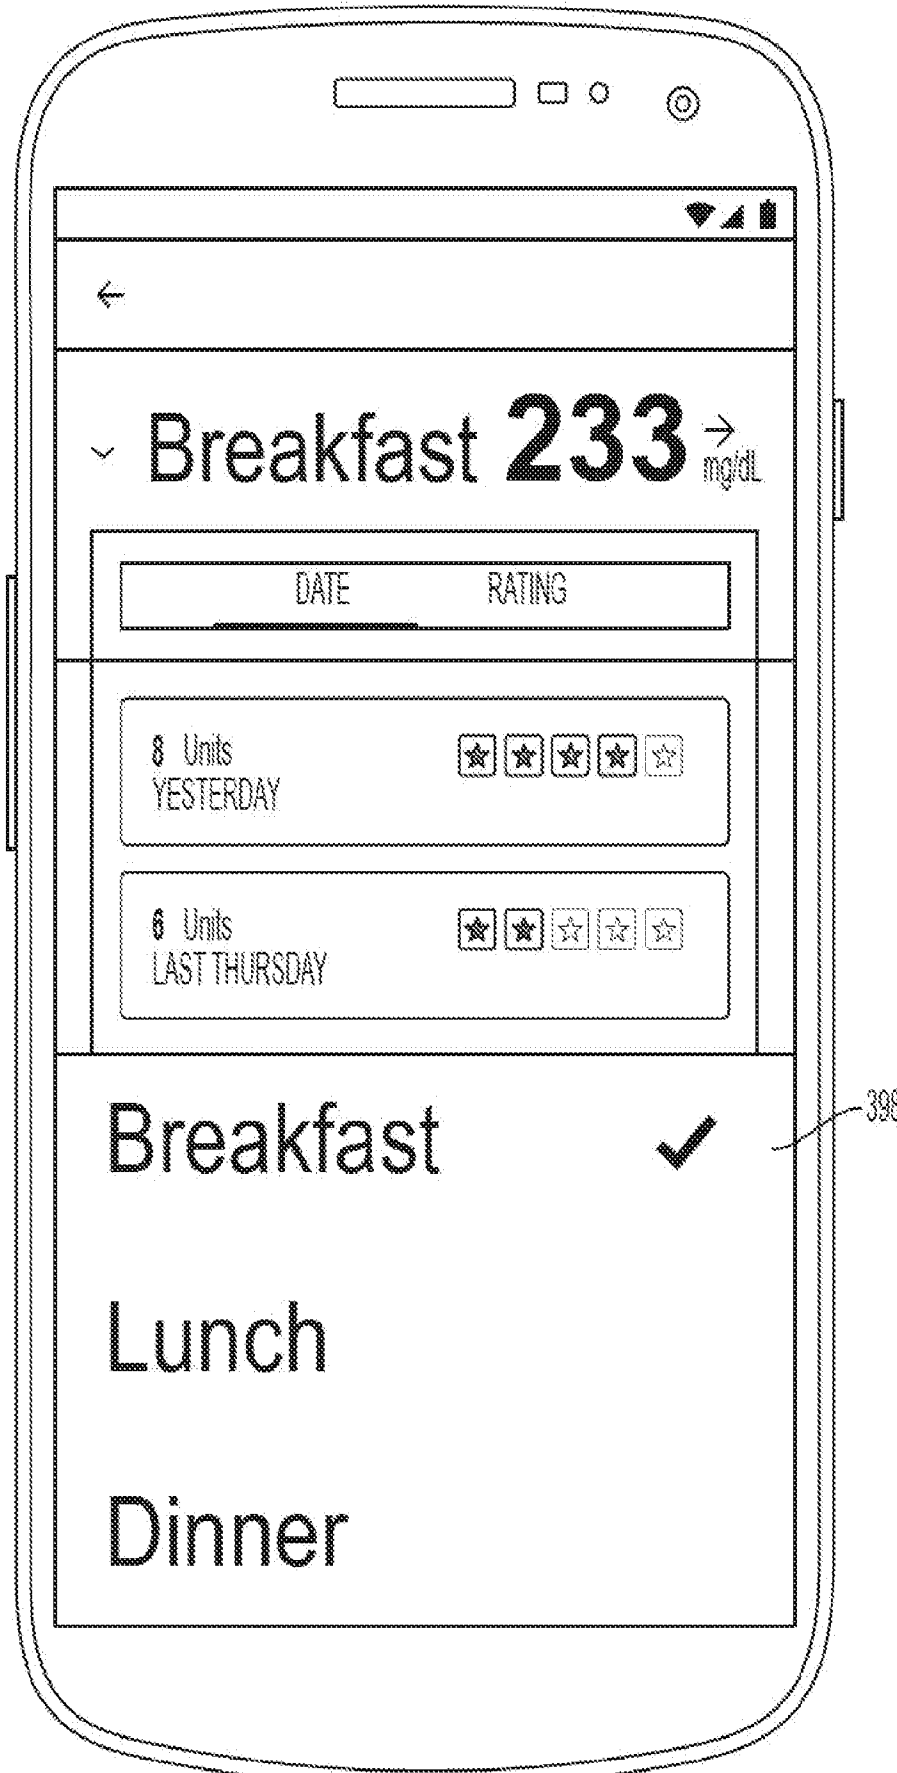 Breakfast 233 mg/dL
DATE RATING
8 Units
YESTERDAY
6 Units
LAST THURSDAY
Breakfast
398
Lunch
Dinner